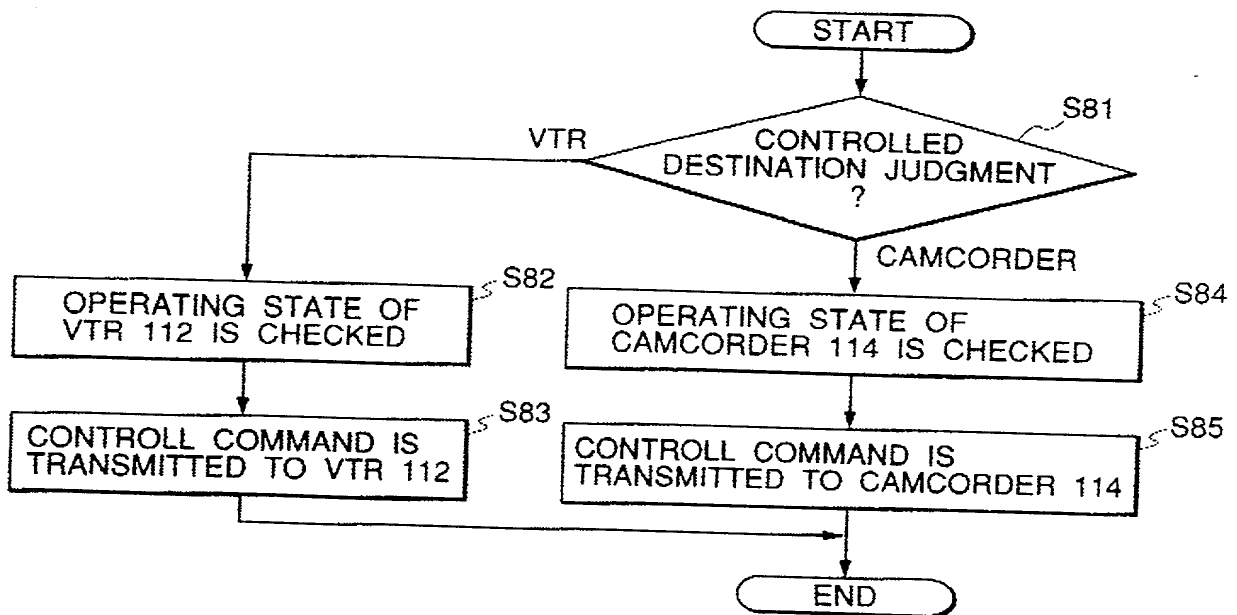 START
S81
CONTROLLED
DESTINATION JUDGMENT
?
VTR
CAMCORDER
S82
OPERATING STATE OF
VTR 112 IS CHECKED
S84
OPERATING STATE OF
CAMCORDER 114 IS CHECKED
S83
CONTROLL COMMAND IS
TRANSMITTED TO VTR 112
S85
CONTROLL COMMAND IS
TRANSMITTED TO CAMCORDER 114
END